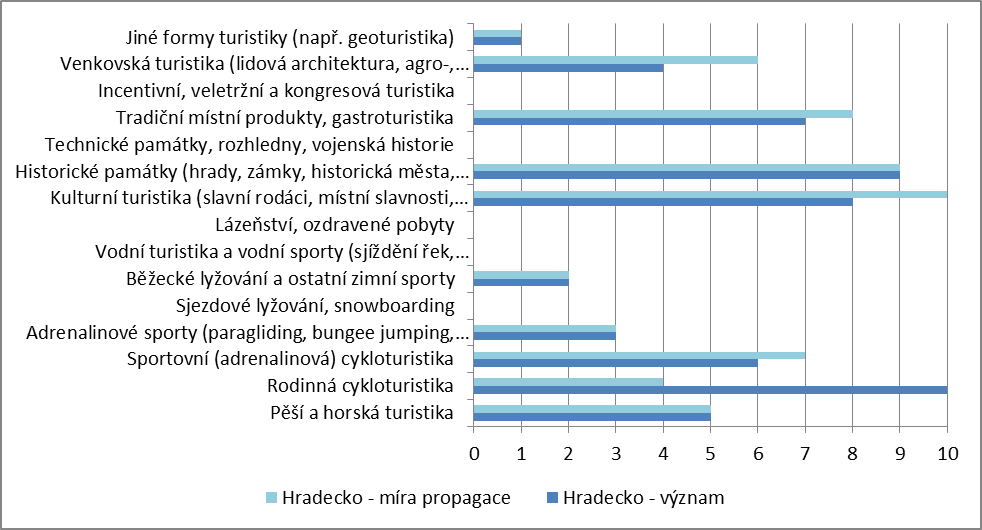 Jiné formy turistiky (např. geoturistika)
Venkovská turistika (lidová architektura, agro-,...
Incentivní, veletržní a kongresová turistika
Tradiční místní produkty, gastroturistika
Technické památky, rozhledny, vojenská historie
Historické památky (hrady, zámky, historická města,...
Kulturní turistika (slavní rodáci, místní slavnosti,...
Lázeňství, ozdravené pobyty
Vodní turistika a vodní sporty (sjíždění řek,...
Běžecké lyžování a ostatní zimní sporty
Sjezdové lyžování, snowboarding
Adrenalinové sporty (paragliding, bungee jumping,...
Sportovní (adrenalinová) cykloturistika
Rodinná cykloturistika
Pěší a horská turistika
0 1 2 3 4 5 6 7 8 9 10
Hradecko - míra propagace Hradecko - význam